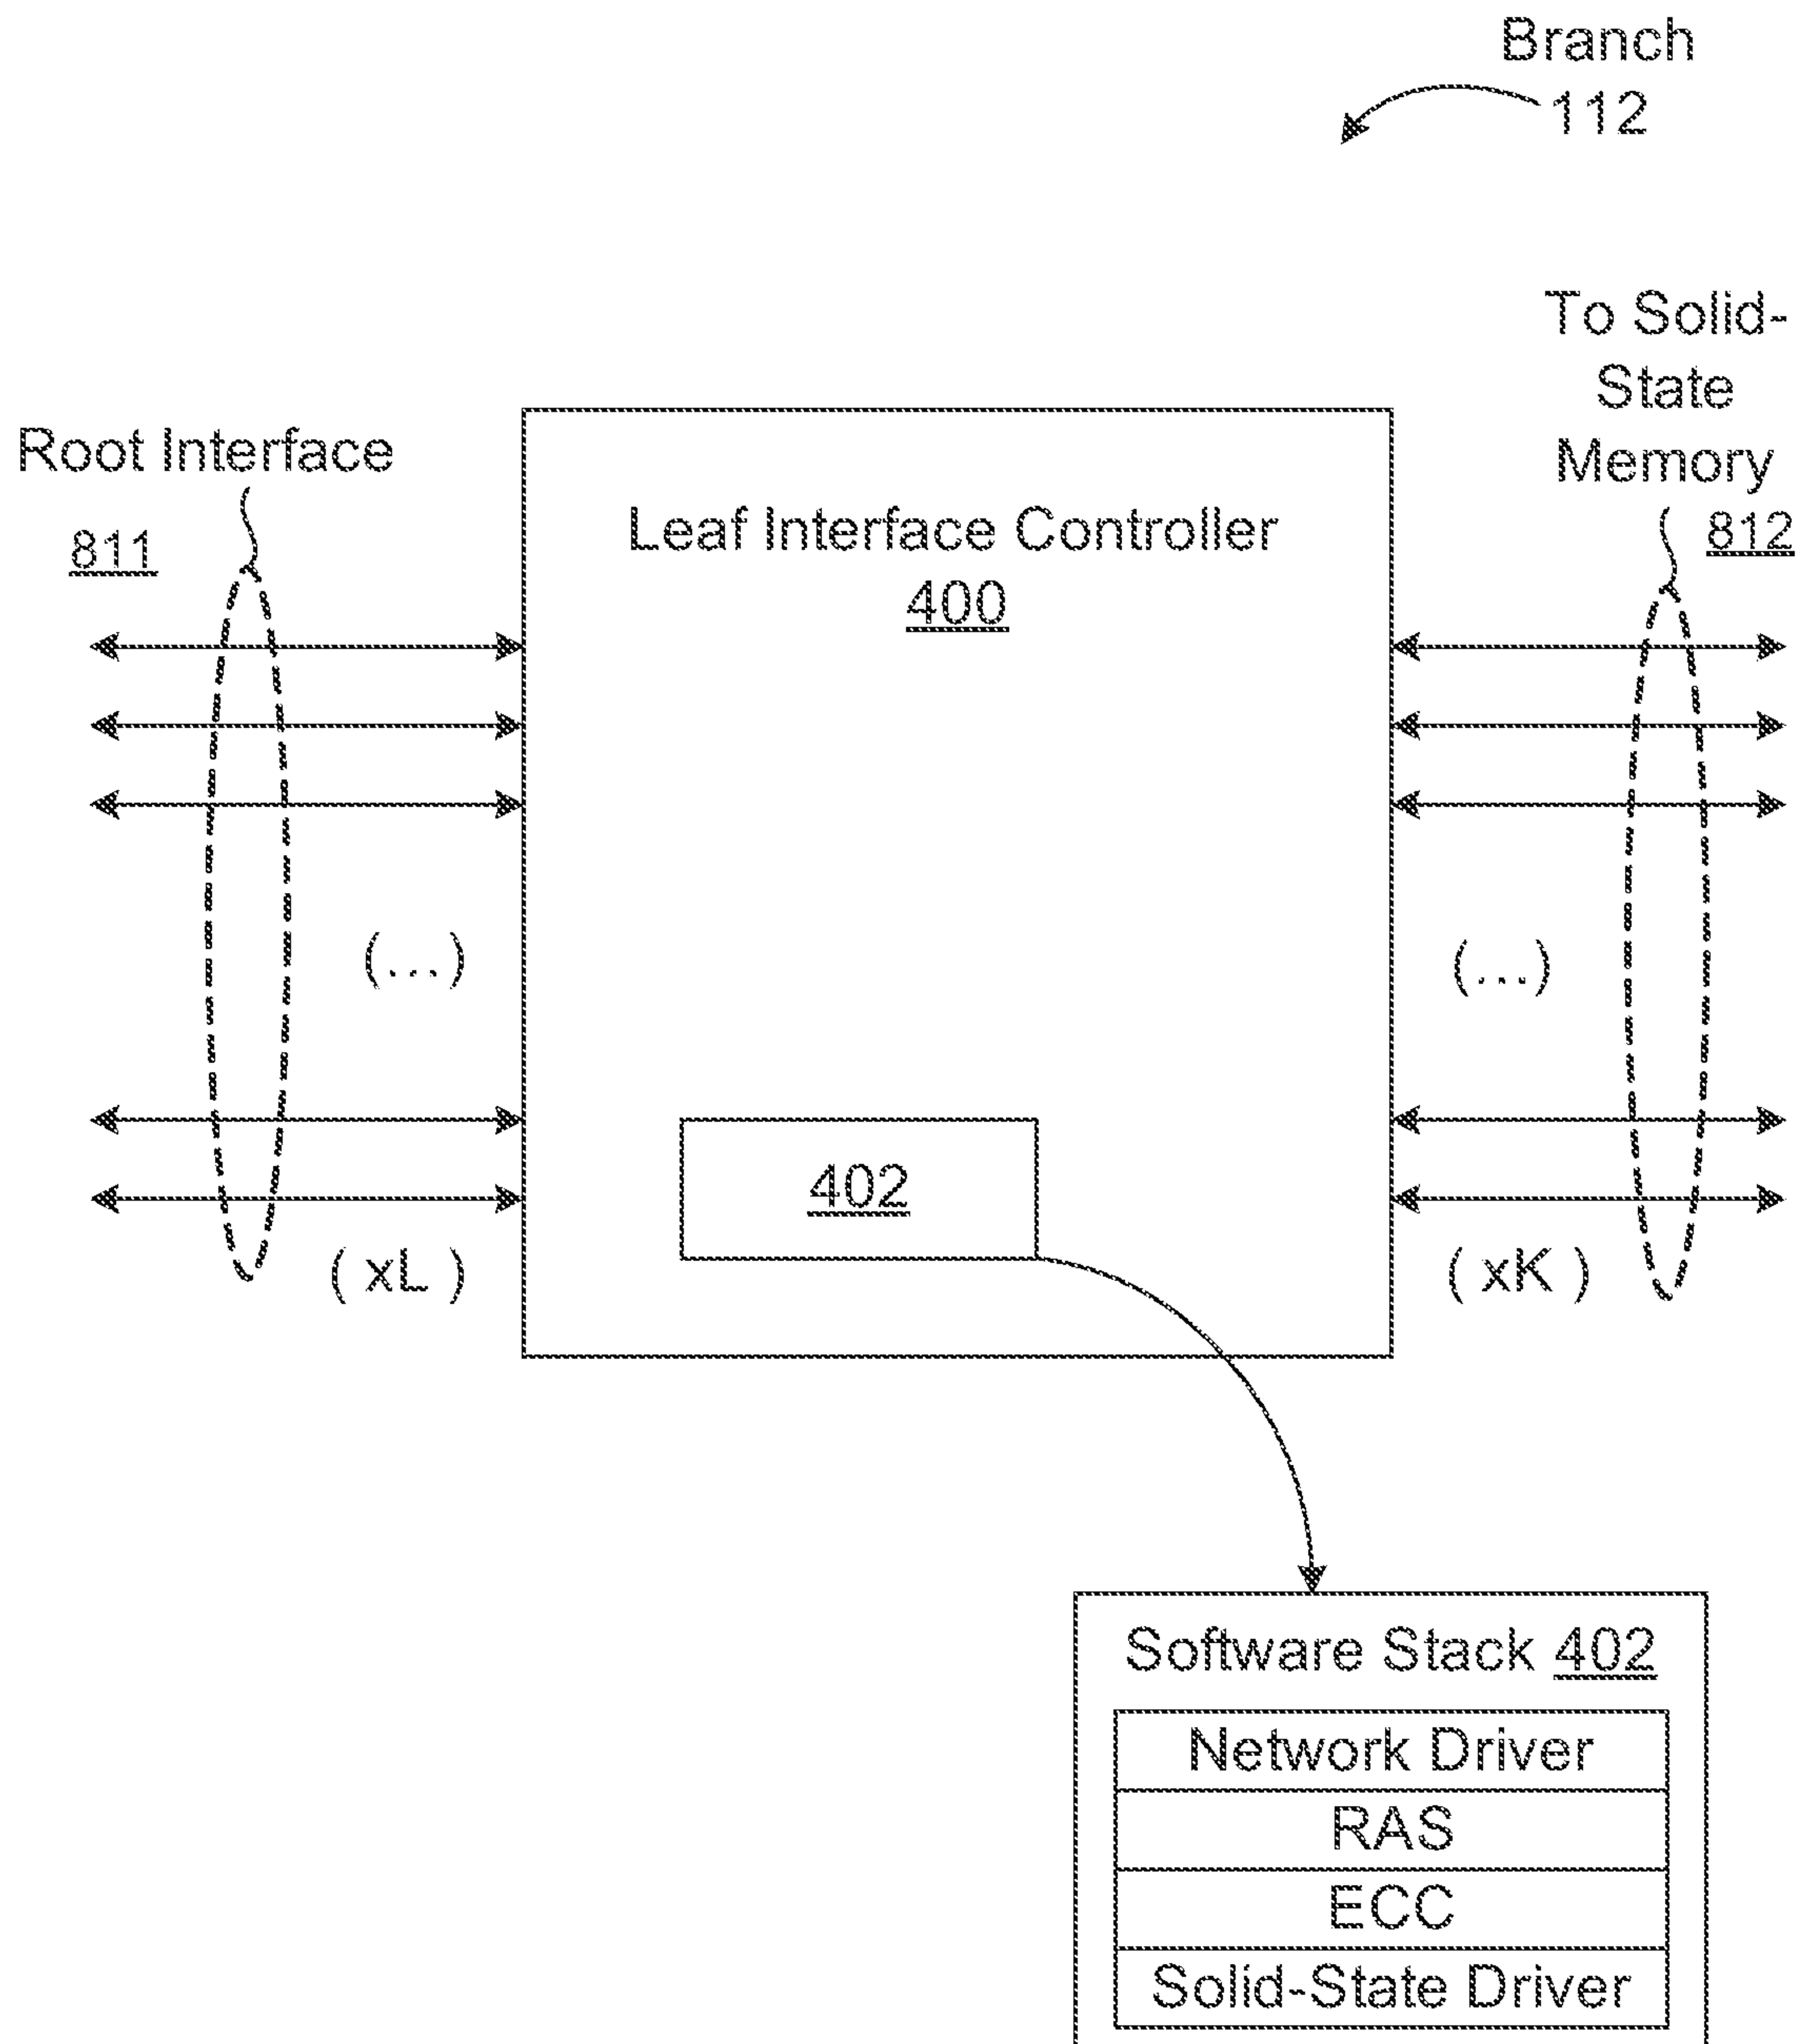 Branch
112
To Solid-
State
Memory
812
Root Interface
811
Leaf Interface Controller
400
(...)
(...)
402
( xL )
( xK )
Software Stack 402
Network Driver
RAS
ECC
Solid-State Driver